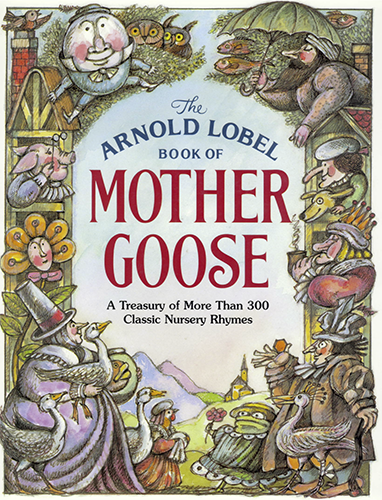 The
ARNOLD LOBEL
BOOK OF
MOTHER
GOOSE
A Treasury of More Than 300
Classic Nursery Rhymes